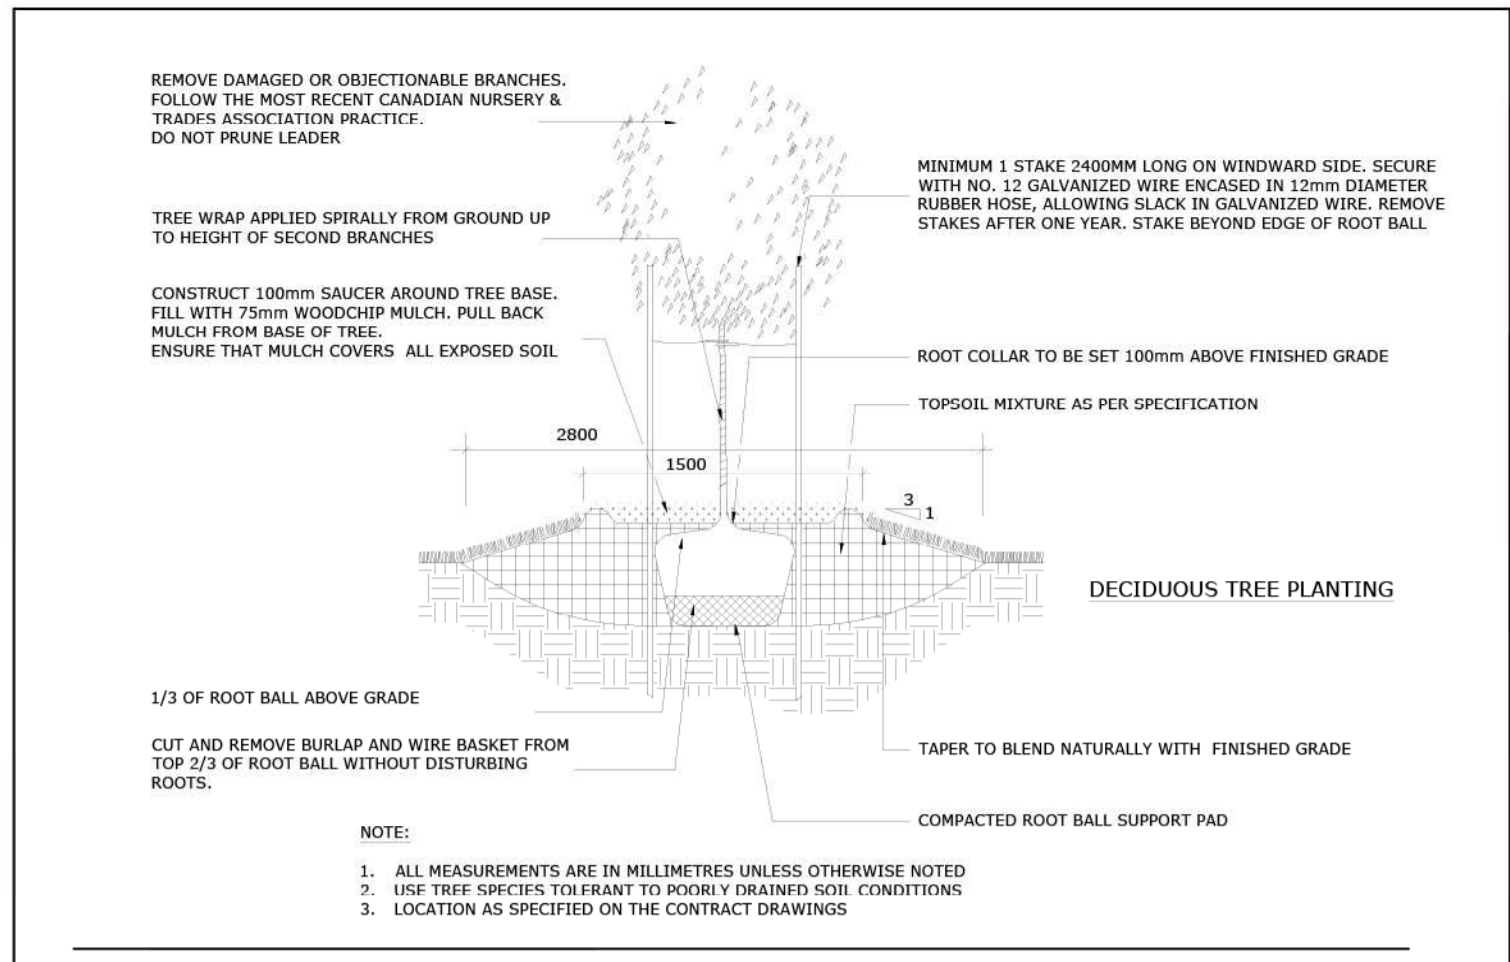 REMOVE DAMAGED OR OBJECTIONABLE BRANCHES.
FOLLOW THE MOST RECENT CANADIAN NURSERY &
TRADES ASSOCIATION PRACTICE.
DO NOT PRUNE LEADER
MINIMUM 1 STAKE 2400MM LONG ON WINDWARD SIDE. SECURE
WITH NO. 12 GALVANIZED WIRE ENCASED IN 12mm DIAMETER
RUBBER HOSE, ALLOWING SLACK IN GALVANIZED WIRE. REMOVE
STAKES AFTER ONE YEAR. STAKE BEYOND EDGE OF ROOT BALL
TREE WRAP APPLIED SPIRALLY FROM GROUND UP
TO HEIGHT OF SECOND BRANCHES
CONSTRUCT 100mm SAUCER AROUND TREE BASE.
FILL WITH 75mm WOODCHIP MULCH. PULL BACK
MULCH FROM BASE OF TREE.
ENSURE THAT MULCH COVERS ALL EXPOSED SOIL
ROOT COLLAR TO BE SET 100mm ABOVE FINISHED GRADE
TOPSOIL MIXTURE AS PER SPECIFICATION
2800
1500
3
1
DECIDUOUS TREE PLANTING
1/3 OF ROOT BALL ABOVE GRADE
CUT AND REMOVE BURLAP AND WIRE BASKET FROM
TOP 2/3 OF ROOT BALL WITHOUT DISTURBING
ROOTS.
TAPER TO BLEND NATURALLY WITH FINISHED GRADE
COMPACTED ROOT BALL SUPPORT PAD
NOTE:
1. ALL MEASUREMENTS ARE IN MILLIMETRES UNLESS OTHERWISE NOTED
2. USE TREE SPECIES TOLERANT TO POORLY DRAINED SOIL CONDITIONS
3. LOCATION AS SPECIFIED ON THE CONTRACT DRAWINGS